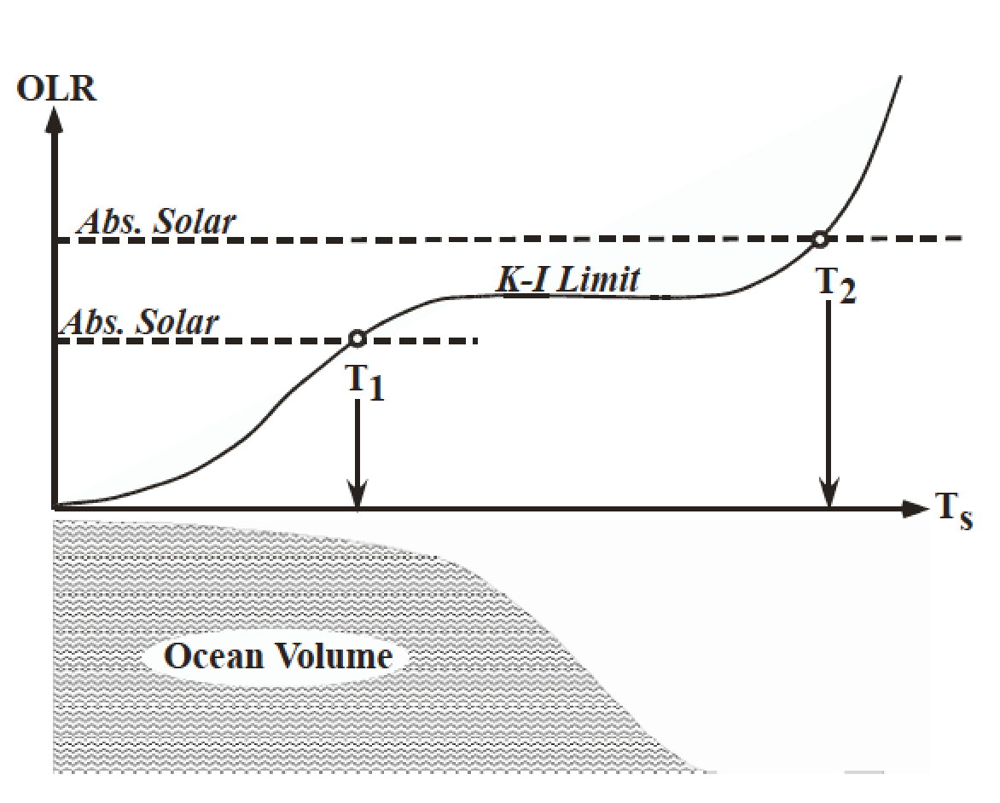 OLR
Abs. Solar
K-I Limit
T2
Abs. Solar
T1
Ts
Ocean Volume